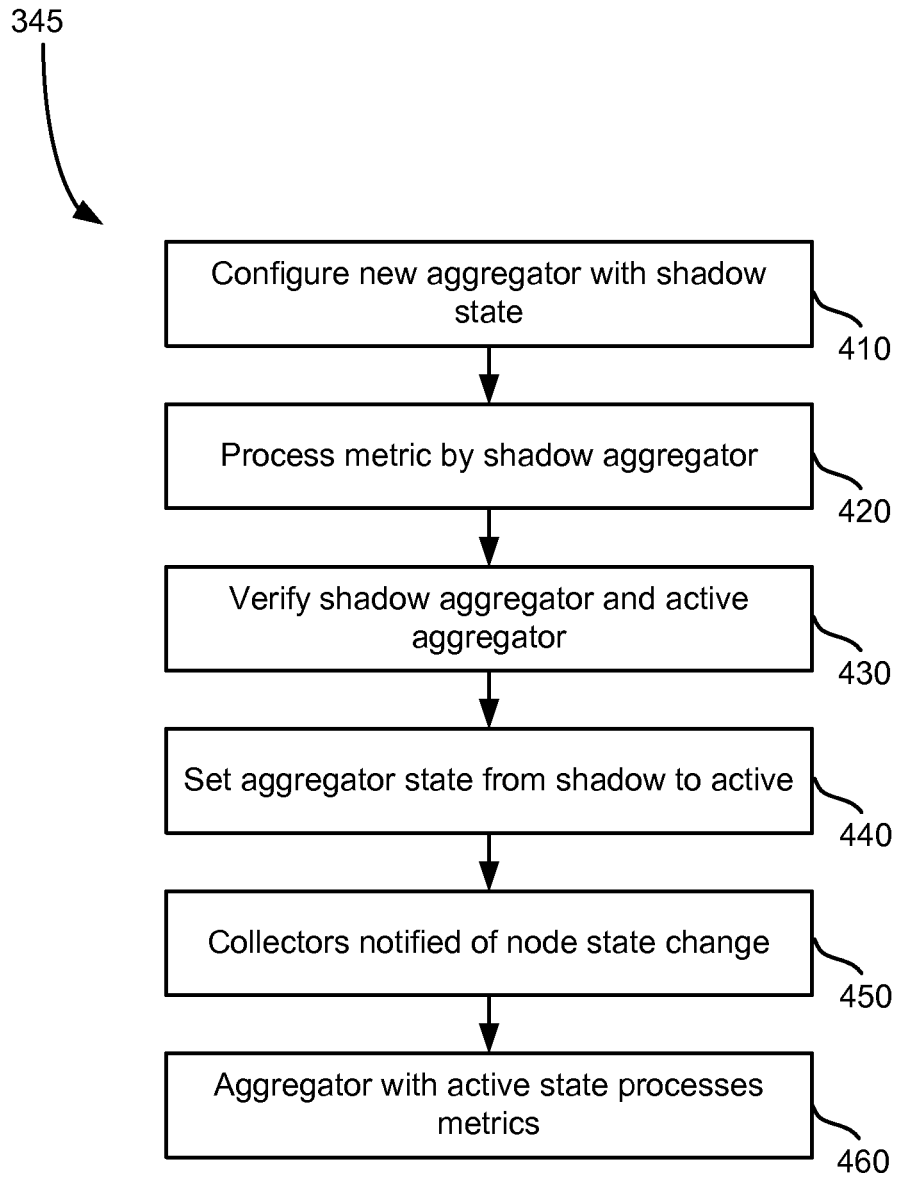 345
Configure new aggregator with shadow
state
410
Process metric by shadow aggregator
420
Verify shadow aggregator and active
aggregator
430
Set aggregator state from shadow to active
440
Collectors notified of node state change
450
Aggregator with active state processes
metrics
460